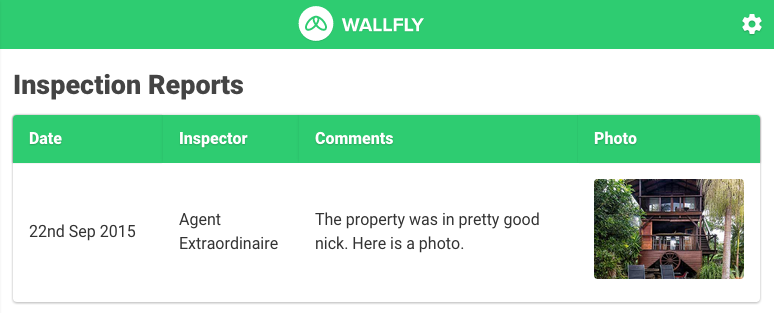 WALLFLY
Inspection Reports
Date Inspector Comments Photo
22nd Sep 2015
Agent
Extraordinaire
The property was in pretty good
nick. Here is a photo.